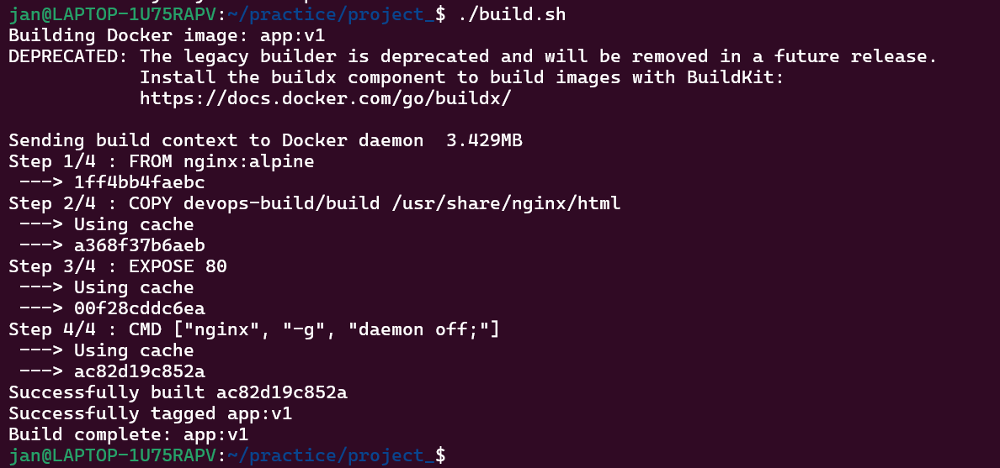 jan@LAPTOP-1U75RAPV:~/practice/project_$ ./build.sh
Building Docker image: app:v1
DEPRECATED: The legacy builder is deprecated and will be removed in a future release.
            Install the buildx component to build images with BuildKit:
            https://docs.docker.com/go/buildx/

Sending build context to Docker daemon  3.429MB
Step 1/4 : FROM nginx:alpine
 ---> 1ff4bb4faebc
Step 2/4 : COPY devops-build/build /usr/share/nginx/html
 ---> Using cache
 ---> a368f37b6aeb
Step 3/4 : EXPOSE 80
 ---> Using cache
 ---> 00f28cddc6ea
Step 4/4 : CMD ["nginx", "-g", "daemon off;"]
 ---> Using cache
 ---> ac82d19c852a
Successfully built ac82d19c852a
Successfully tagged app:v1
Build complete: app:v1
jan@LAPTOP-1U75RAPV:~/practice/project_$